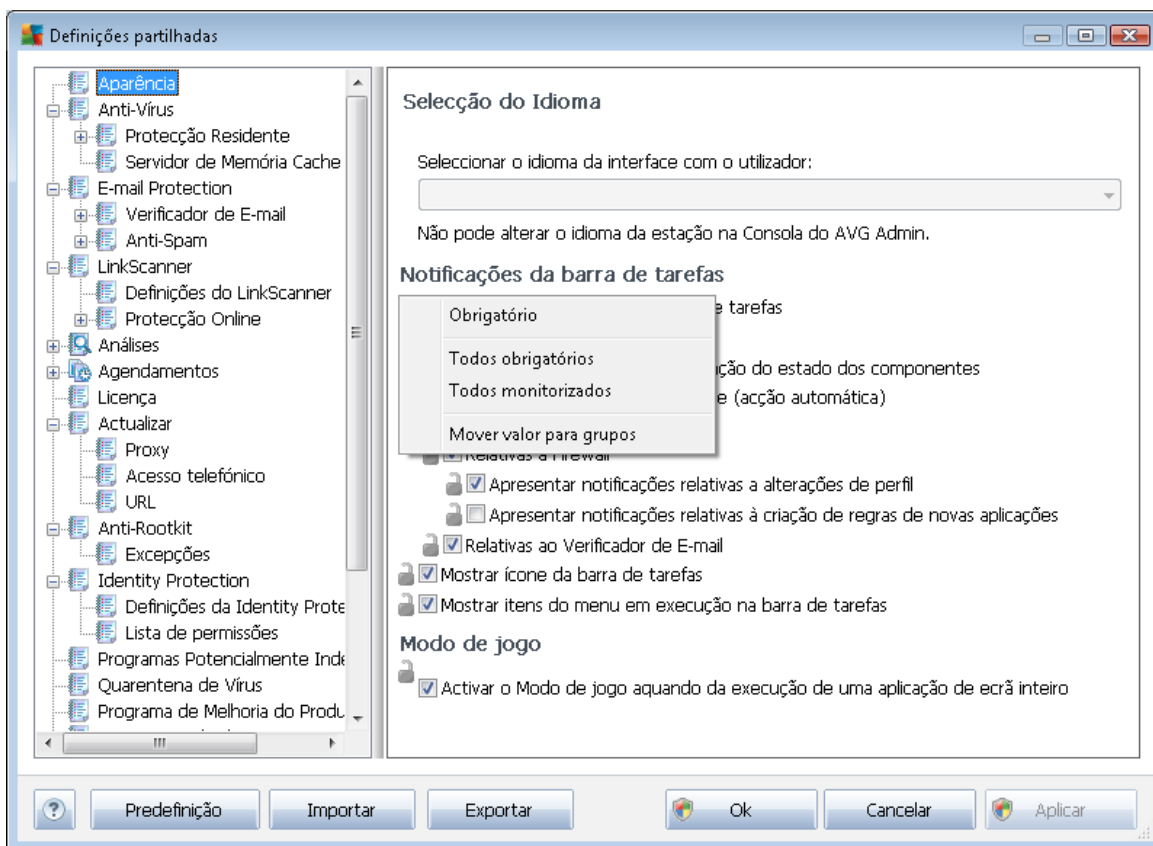 Definições partilhadas
Aparência
Anti-Vírus
Protecção Residente
Servidor de Memória Cache
E-mail Protection
Verificador de E-mail
Anti-Spam
LinkScanner
Definições do LinkScanner
Protecção Online
Análises
Agendamentos
Licença
Actualizar
Proxy
Acesso telefónico
URL
Anti-Rootkit
Excepções
Identity Protection
Definições da Identity Prote
Lista de permissões
Programas Potencialmente Inde
Quarentena de Vírus
Programa de Melhoria do Produ
Selecção do Idioma
Seleccionar o idioma da interface com o utilizador:
Não pode alterar o idioma da estação na Consola do AVG Admin.
Notificações da barra de tarefas
e tarefas
Obrigatório
Todos obrigatórios
ção do estado dos componentes
Todos monitorizados
e (acção automática)
Mover valor para grupos
Relativas à Firewall
Apresentar notificações relativas a alterações de perfil
Apresentar notificações relativas à criação de regras de novas aplicações
Relativas ao Verificador de E-mail
Mostrar ícone da barra de tarefas
Mostrar itens do menu em execução na barra de tarefas
Modo de jogo
Activar o Modo de jogo aquando da execução de uma aplicação de ecrã inteiro
?
Predefinição
Importar
Exportar
Ok
Cancelar
Aplicar